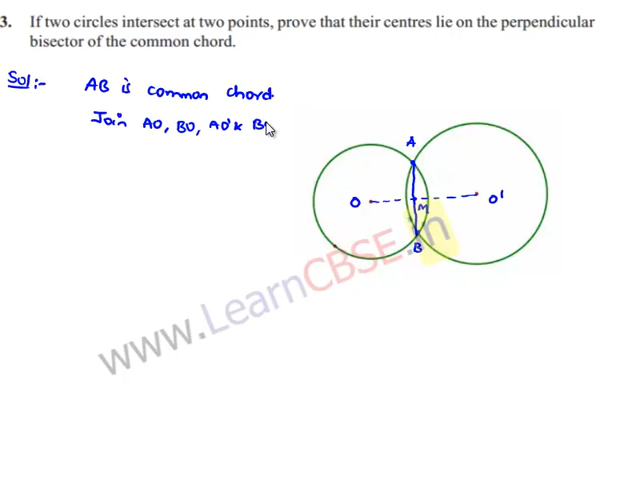 3. If two circles intersect at two points, prove that their centres lie on the perpendicular
bisector of the common chord.
Sol:- AB is common chord
Join AO, BO, AO' & B
A
O
M
O'
B
www.LearnCBSE.in